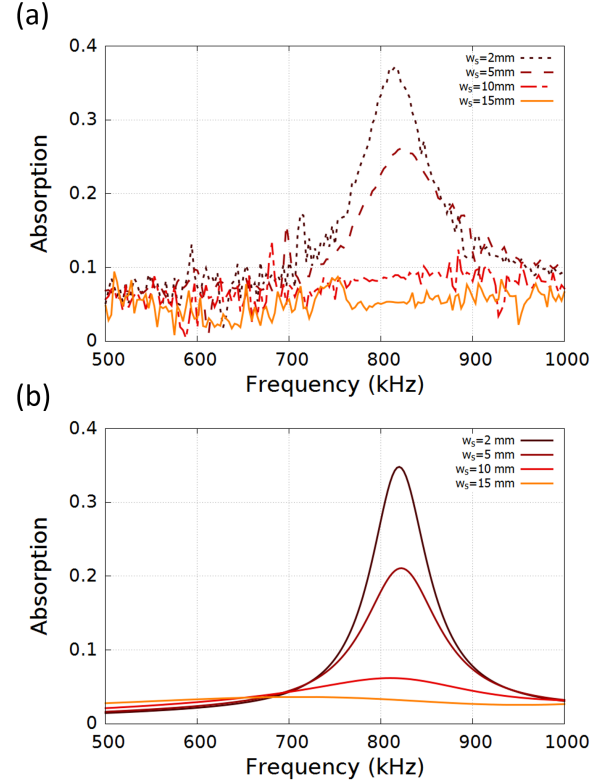 (a)
0.4
0.3
0.2
0.1
0
Absorption
wS=2mm
wS=5mm
wS=10mm
wS=15mm
500 600 700 800 900 1000
Frequency (kHz)
(b)
0.4
0.3
0.2
0.1
0
Absorption
wS=2 mm
wS=5 mm
wS=10 mm
wS=15 mm
500 600 700 800 900 1000
Frequency (kHz)